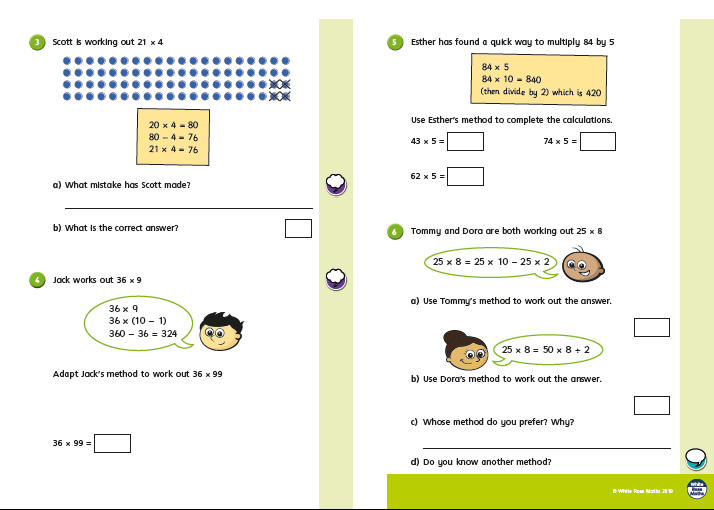 3 Scott is working out 21 × 4
20 × 4 = 80
80 − 4 = 76
21 × 4 = 76
a) What mistake has Scott made?
b) What is the correct answer?
4 Jack works out 36 × 9
36 × 9
36 × (10 − 1)
360 − 36 = 324
Adapt Jack's method to work out 36 × 99
36 × 99 =
5 Esther has found a quick way to multiply 84 by 5
84 × 5
84 × 10 = 840
(then divide by 2) which is 420
Use Esther's method to complete the calculations.
43 × 5 = 74 × 5 =
62 × 5 =
6 Tommy and Dora are both working out 25 × 8
25 × 8 = 25 × 10 − 25 × 2
a) Use Tommy's method to work out the answer.
25 × 8 = 50 × 8 ÷ 2
b) Use Dora's method to work out the answer.
c) Whose method do you prefer? Why?
d) Do you know another method?
© White Rose Maths 2019
White
Rose
Maths